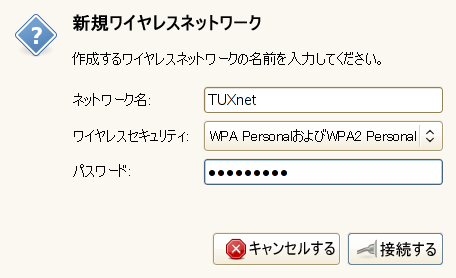 新規ワイヤレスネットワーク
作成するワイヤレスネットワークの名前を入力してください。
ネットワーク名: TUXnet
ワイヤレスセキュリティ: WPA PersonalおよびWPA2 Personal
パスワード: ●●●●●●●●●
キャンセルする 接続する